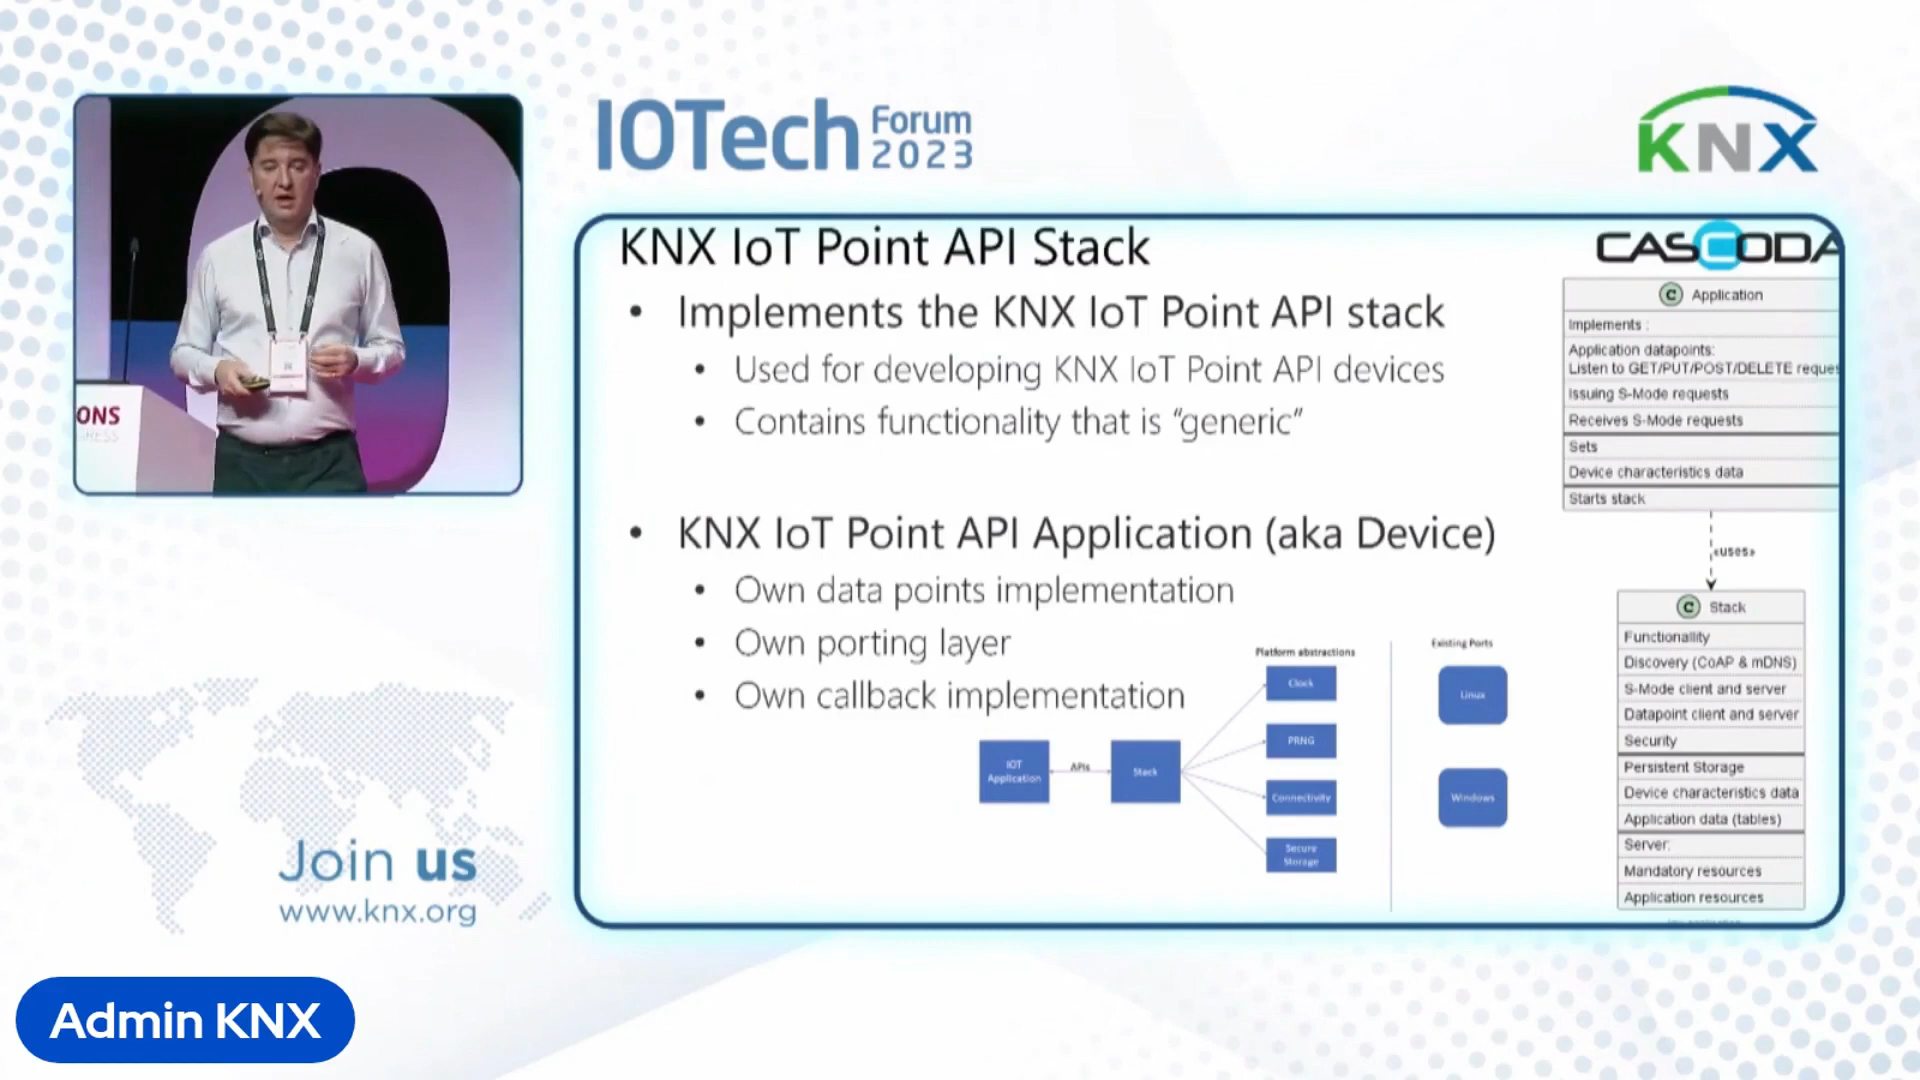 IOTech Forum 2023
KNX
ONS
RESS
KNX IoT Point API Stack
CASCODA
• Implements the KNX IoT Point API stack
• Used for developing KNX IoT Point API devices
• Contains functionality that is “generic”
• KNX IoT Point API Application (aka Device)
• Own data points implementation
• Own porting layer
• Own callback implementation
IOT
Application
APIs
Stack
Platform abstractions
Clock
PRNG
Connectivity
Secure
Storage
Existing Ports
Linux
Windows
C Application
Implements :
Application datapoints:
Listen to GET/PUT/POST/DELETE reques
Issuing S-Mode requests
Receives S-Mode requests
Sets
Device characteristics data
Starts stack
«uses»
C Stack
Functionallity
Discovery (CoAP & mDNS)
S-Mode client and server
Datapoint client and server
Security
Persistent Storage
Device characteristics data
Application data (tables)
Server:
Mandatory resources
Application resources
Join us
www.knx.org
Admin KNX